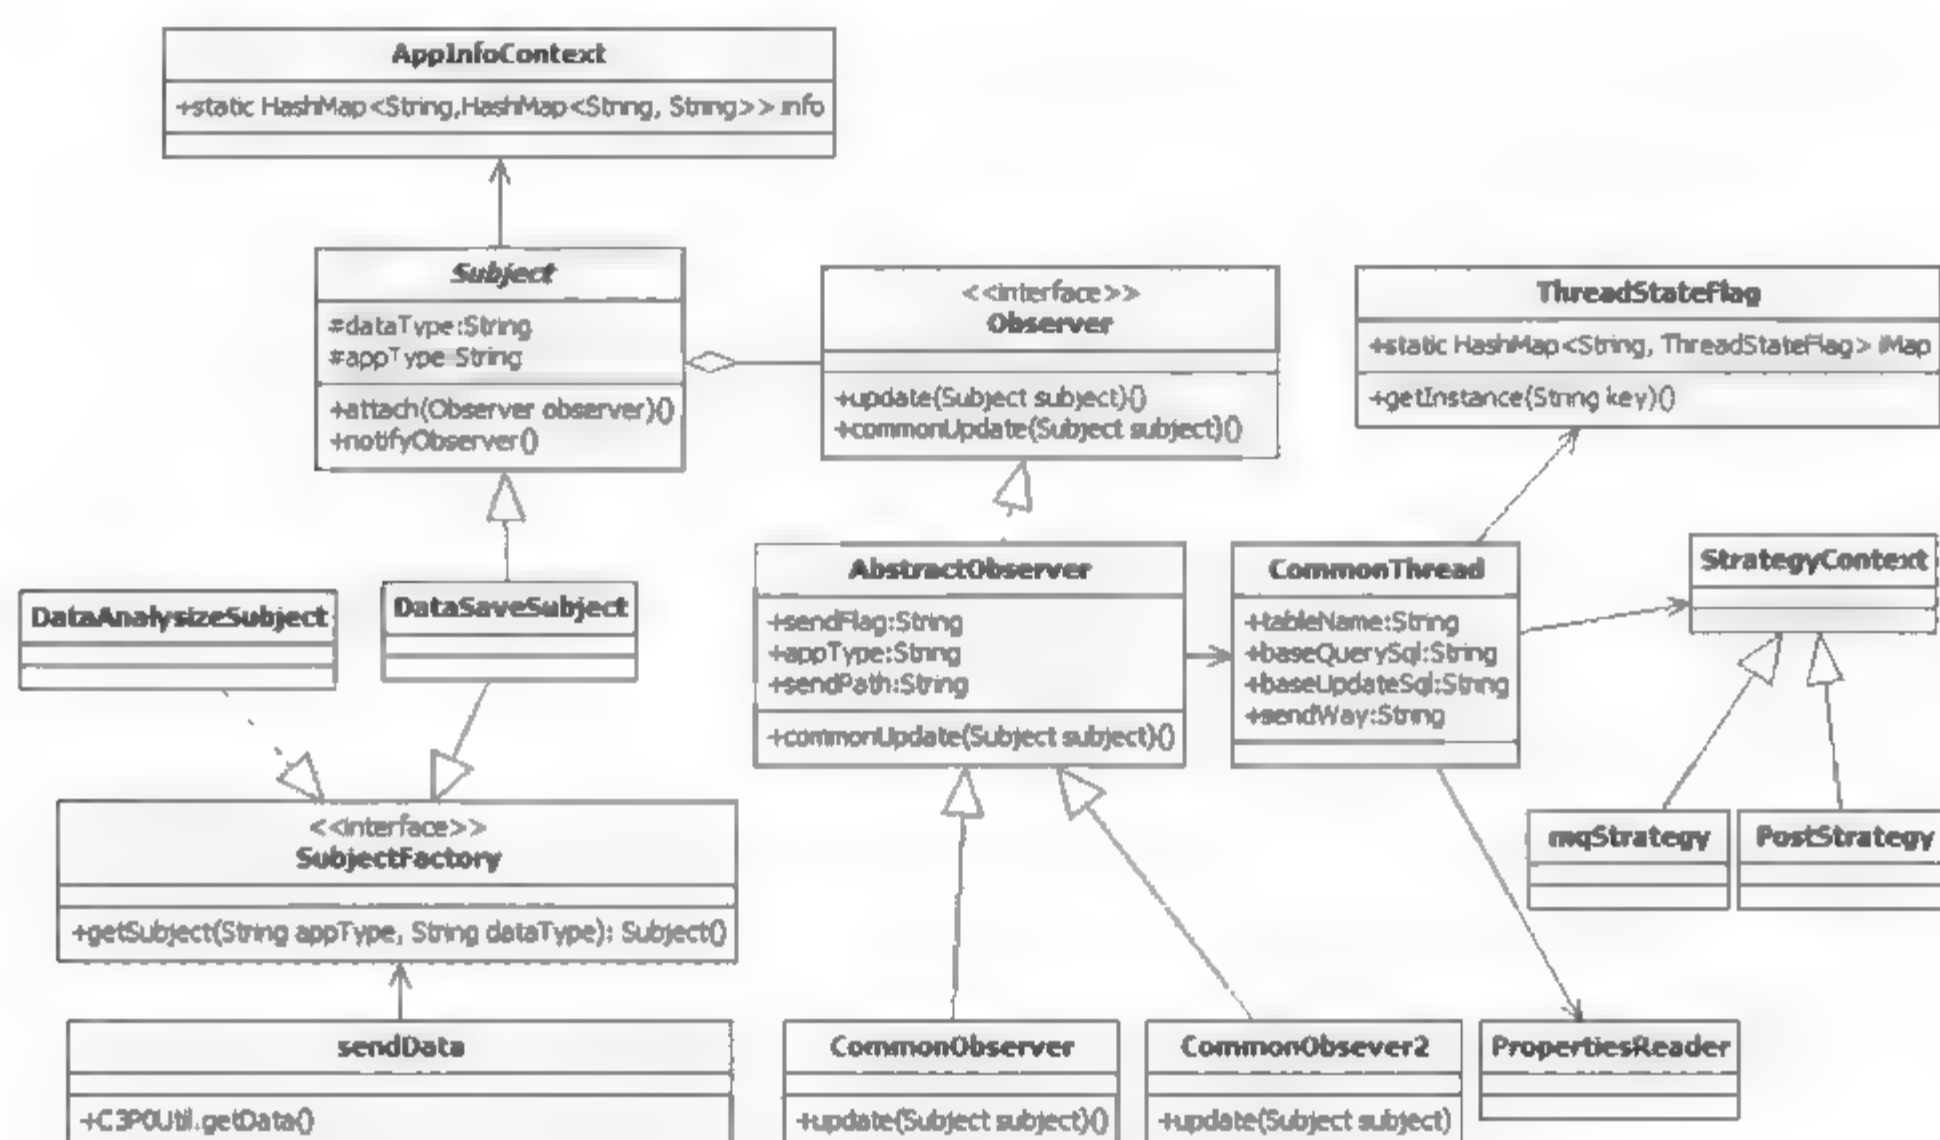 AppInfoContext
+static HashMap<String,HashMap<String, String>> info
Subject
#dataType:String
#appType:String
+attach(Observer observer)()
+notifyObserver()
<<interface>>
Observer
+update(Subject subject)()
+commonUpdate(Subject subject)()
ThreadStateFlag
+static HashMap<String, ThreadStateFlag> iMap
+getInstance(String key)()
DataAnalysizeSubject
DataSaveSubject
AbstractObserver
+sendFlag:String
+appType:String
+sendPath:String
+commonUpdate(Subject subject)()
CommonThread
+tableName:String
+baseQuerySql:String
+baseUpdateSql:String
+sendWay:String
StrategyContext
<<interface>>
SubjectFactory
+getSubject(String appType, String dataType): Subject()
mqStrategy
PostStrategy
sendData
+C3P0Util.getData()
CommonObserver
+update(Subject subject)()
CommonObsever2
+update(Subject subject)
PropertiesReader